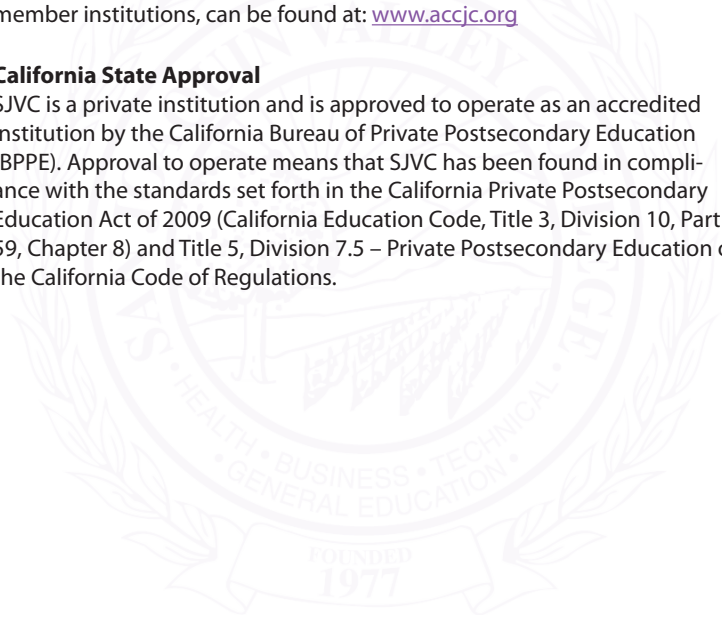 member institutions, can be found at: www.accjc.org
California State Approval
SJVC is a private institution and is approved to operate as an accredited
institution by the California Bureau of Private Postsecondary Education
(BPPE). Approval to operate means that SJVC has been found in compli-
ance with the standards set forth in the California Private Postsecondary
Education Act of 2009 (California Education Code, Title 3, Division 10, Part
59, Chapter 8) and Title 5, Division 7.5 – Private Postsecondary Education
the California Code of Regulations.
SAN JOAQUIN VALLEY COLLEGE
• HEALTH • BUSINESS • TECHNICAL •
• GENERAL EDUCATION •
FOUNDED
1977